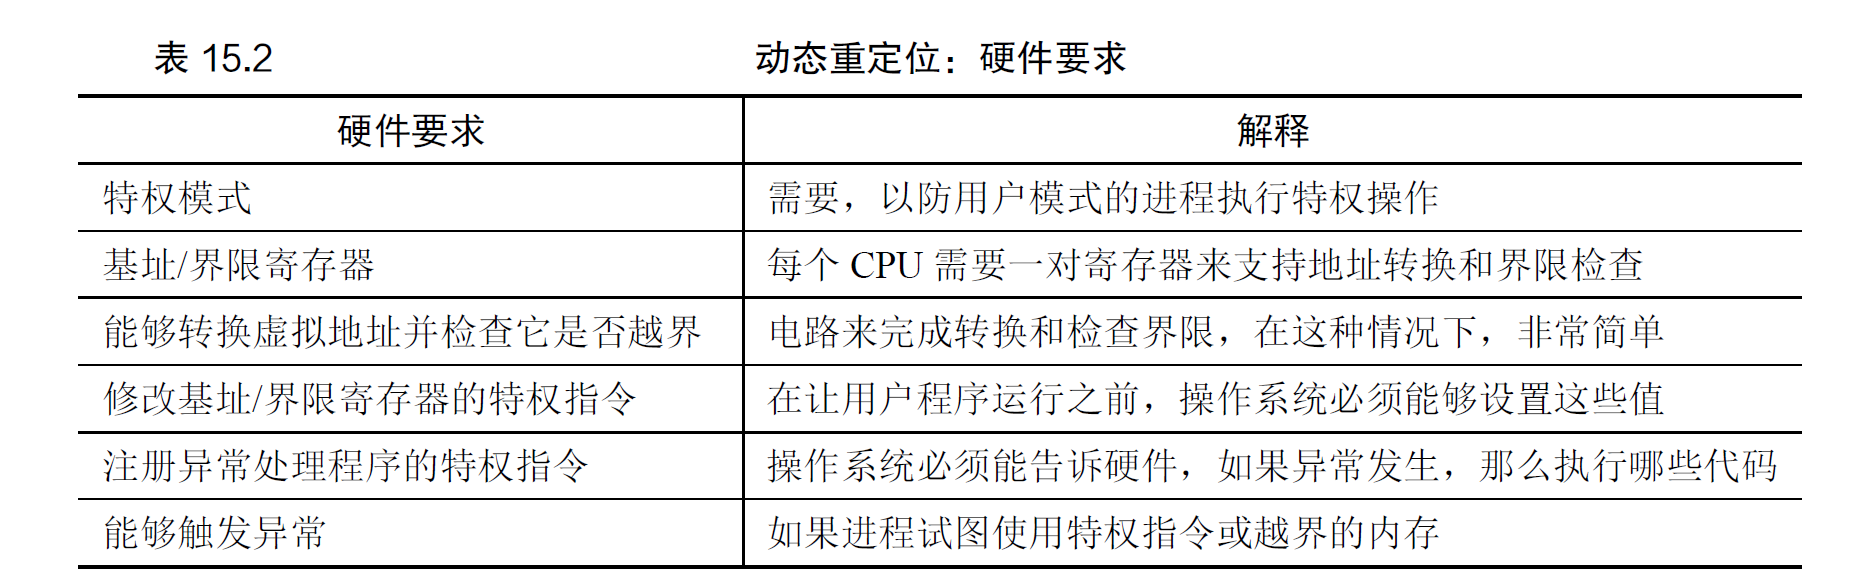 表 15.2 动态重定位：硬件要求
硬件要求 解释
特权模式 需要，以防用户模式的进程执行特权操作
基址/界限寄存器 每个 CPU 需要一对寄存器来支持地址转换和界限检查
能够转换虚拟地址并检查它是否越界 电路来完成转换和检查界限，在这种情况下，非常简单
修改基址/界限寄存器的特权指令 在让用户程序运行之前，操作系统必须能够设置这些值
注册异常处理程序的特权指令 操作系统必须能告诉硬件，如果异常发生，那么执行哪些代码
能够触发异常 如果进程试图使用特权指令或越界的内存